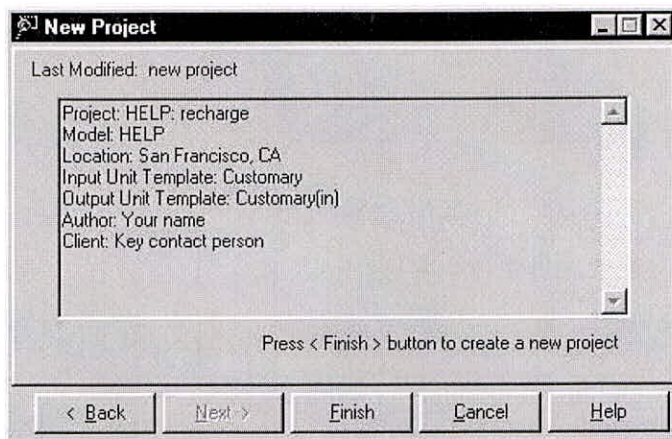 New Project
Last Modified: new project
Project: HELP: recharge
Model: HELP
Location: San Francisco, CA
Input Unit Template: Customary
Output Unit Template: Customary(in)
Author: Your name
Client: Key contact person
Press < Finish > button to create a new project
< Back Next > Finish Cancel Help